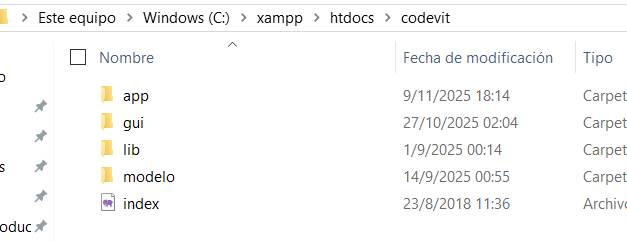 Este equipo > Windows (C:) > xampp > htdocs > codevit
Nombre Fecha de modificación Tipo
app 9/11/2025 18:14 Carpet
gui 27/10/2025 02:04 Carpet
lib 1/9/2025 00:14 Carpet
modelo 14/9/2025 00:55 Carpet
index 23/8/2018 11:36 Archivo